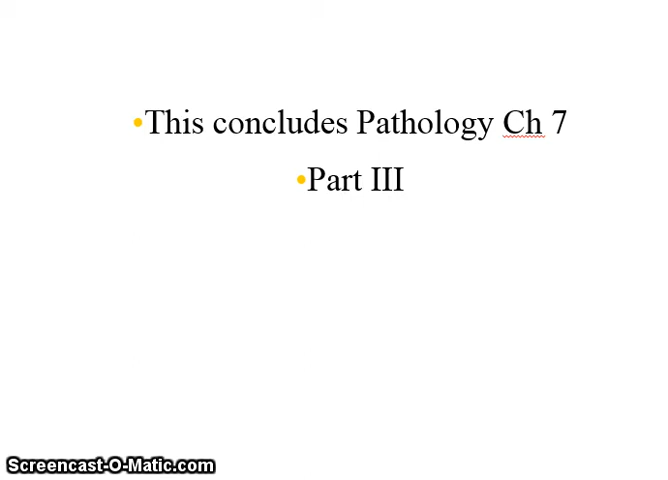 •This concludes Pathology Ch 7
•Part III
Screencast-O-Matic.com